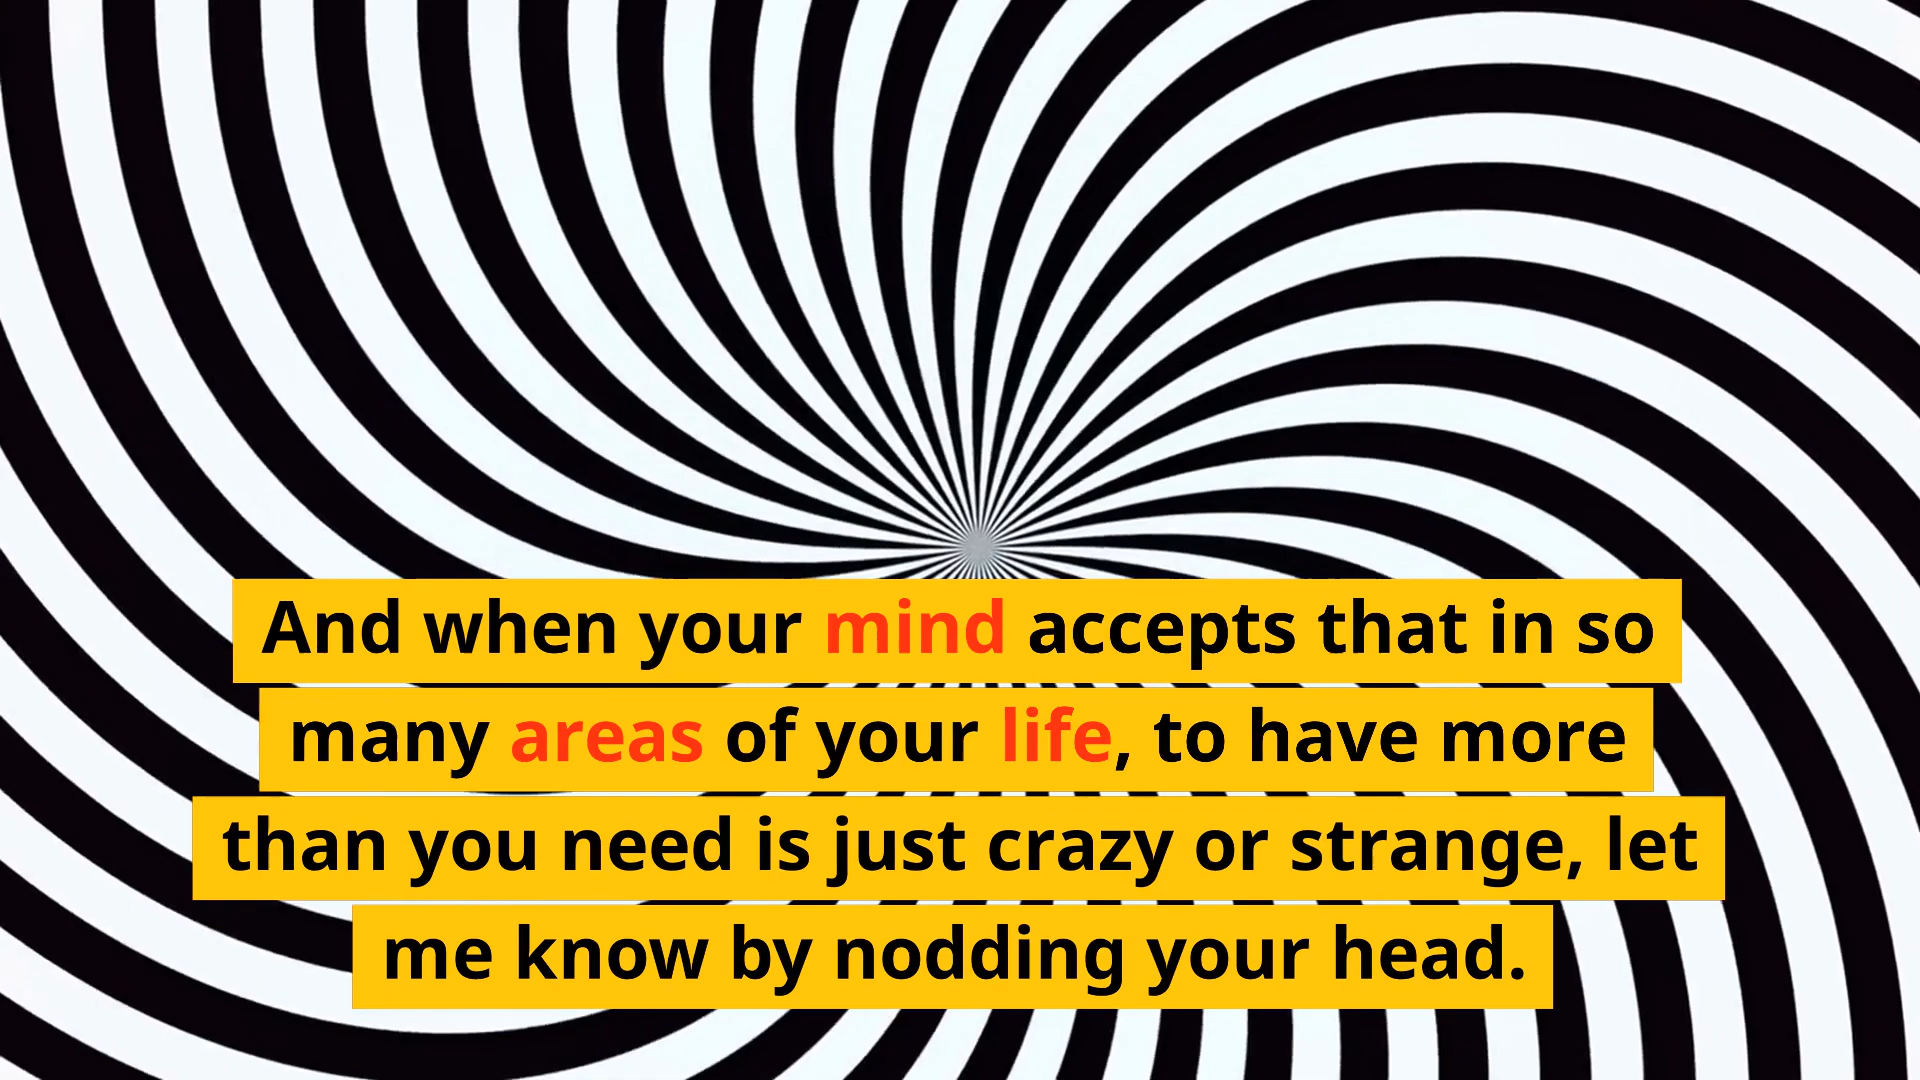 And when your mind accepts that in so
many areas of your life, to have more
than you need is just crazy or strange, let
me know by nodding your head.